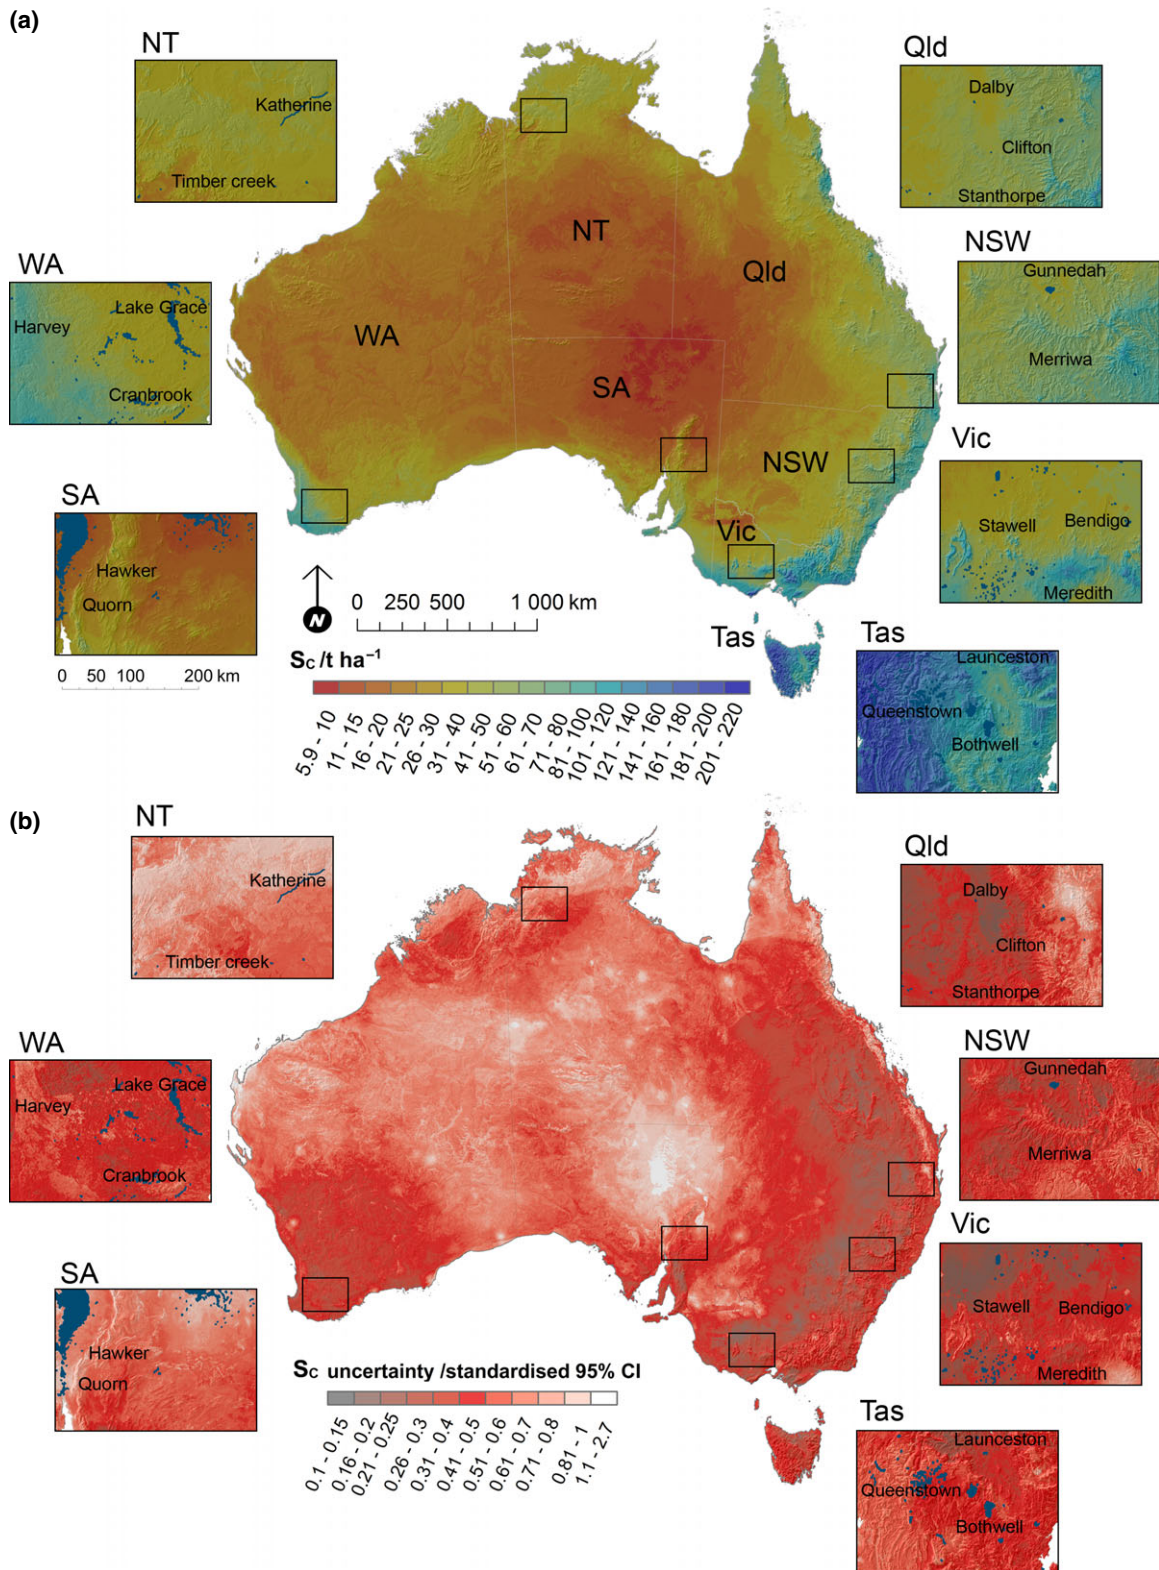 (a)
NT
Katherine
Timber creek
Qld
Dalby
Clifton
Stanthorpe
WA
Lake Grace
Harvey
Cranbrook
NSW
Gunnedah
Merriwa
NT
Qld
WA
SA
NSW
Vic
Tas
SA
Hawker
Quorn
0 50 100 200 km
N
0 250 500 1 000 km
Vic
Stawell
Bendigo
Meredith
Tas
Launceston
Queenstown
Bothwell
Sc /t ha⁻¹
5.9 - 10
11 - 15
16 - 20
21 - 25
26 - 30
31 - 40
41 - 50
51 - 60
61 - 70
71 - 80
81 - 100
101 - 120
121 - 140
141 - 160
161 - 180
181 - 200
201 - 220
(b)
NT
Katherine
Timber creek
Qld
Dalby
Clifton
Stanthorpe
WA
Lake Grace
Harvey
Cranbrook
NSW
Gunnedah
Merriwa
SA
Hawker
Quorn
Vic
Stawell
Bendigo
Meredith
Tas
Launceston
Queenstown
Bothwell
Sc uncertainty /standardised 95% CI
0.1 - 0.15
0.16 - 0.2
0.21 - 0.25
0.26 - 0.3
0.31 - 0.4
0.41 - 0.5
0.51 - 0.6
0.61 - 0.7
0.71 - 0.8
0.81 - 1
1.1 - 2.7